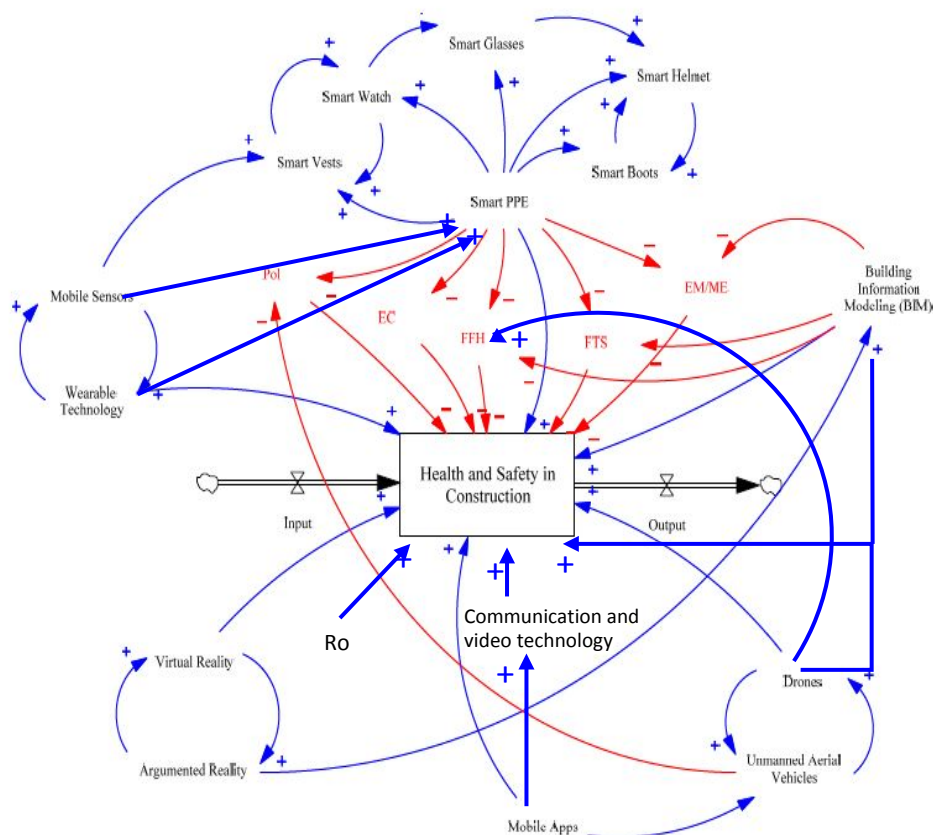 Smart Glasses
Smart Helmet
Smart Watch
Smart Vests
Smart Boots
Smart PPE
Pol
EM/ME
Building
Information
Modeling (BIM)
Mobile Sensors
EC
FFH
FTS
Wearable
Technology
Health and Safety in
Construction
Input
Output
Communication and
video technology
Ro
Virtual Reality
Drones
Argumented Reality
Unmanned Aerial
Vehicles
Mobile Apps